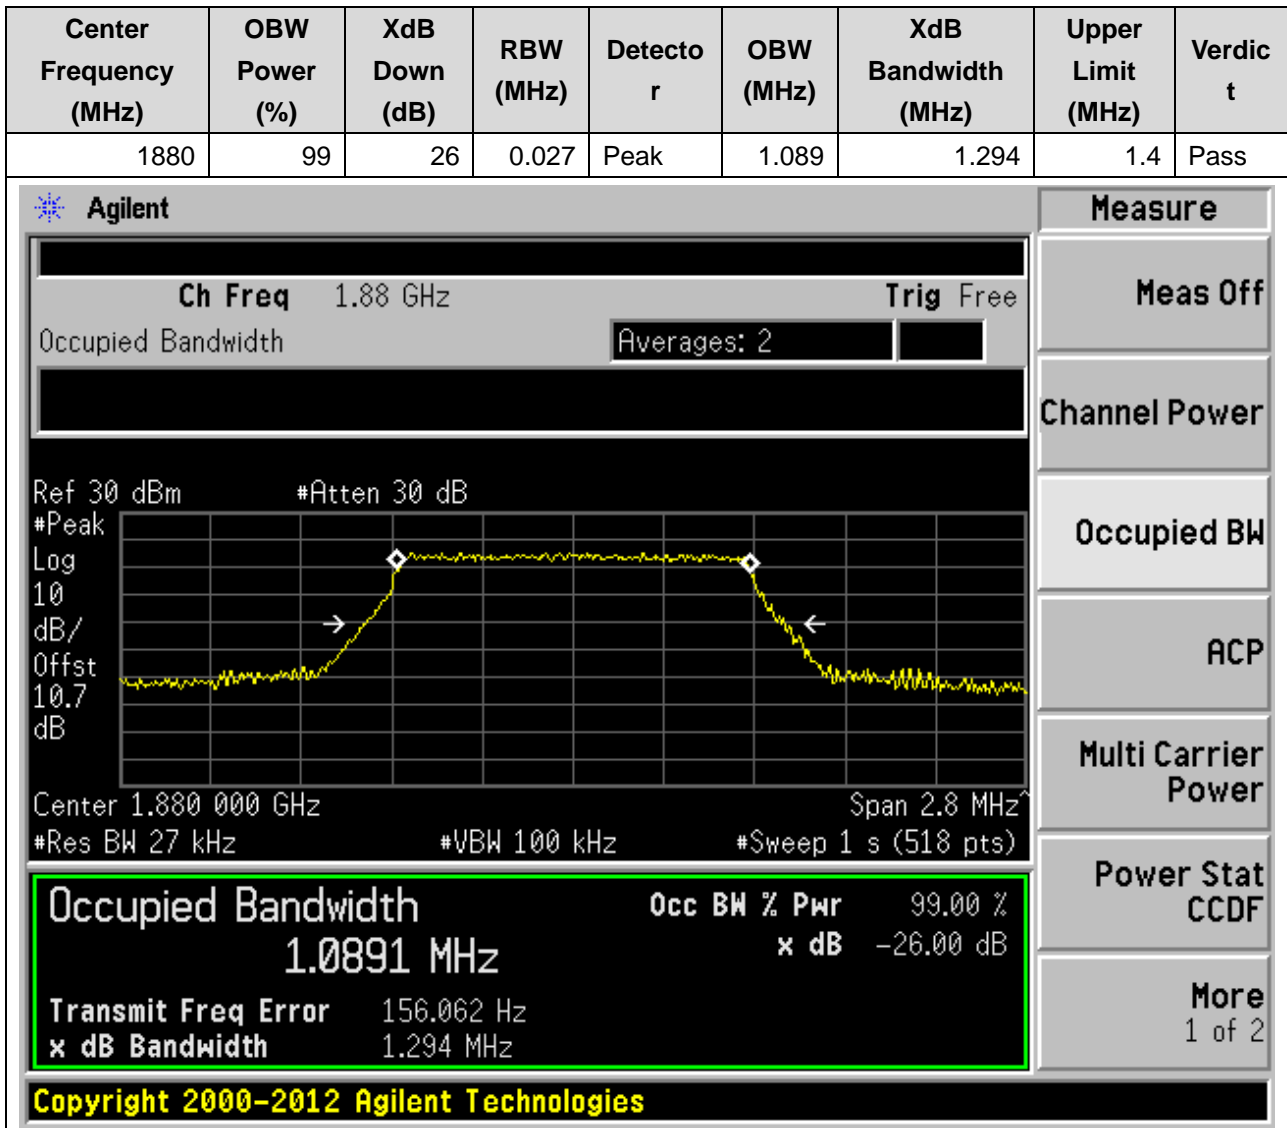 Center Frequency (MHz) OBW Power (%) XdB Down (dB) RBW (MHz) Detector OBW (MHz) XdB Bandwidth (MHz) Upper Limit (MHz) Verdict
1880 99 26 0.027 Peak 1.089 1.294 1.4 Pass
Agilent
Measure
Ch Freq 1.88 GHz Trig Free
Meas Off
Occupied Bandwidth Averages: 2
Channel Power
Ref 30 dBm #Atten 30 dB
#Peak
Log
10
dB/
Offst
10.7
dB
Occupied BW
ACP
Multi Carrier
Power
Center 1.880 000 GHz Span 2.8 MHz^
#Res BW 27 kHz #VBW 100 kHz #Sweep 1 s (518 pts)
Power Stat
CCDF
Occupied Bandwidth Occ BW % Pwr 99.00 %
1.0891 MHz x dB -26.00 dB
More
1 of 2
Transmit Freq Error 156.062 Hz
x dB Bandwidth 1.294 MHz
Copyright 2000-2012 Agilent Technologies